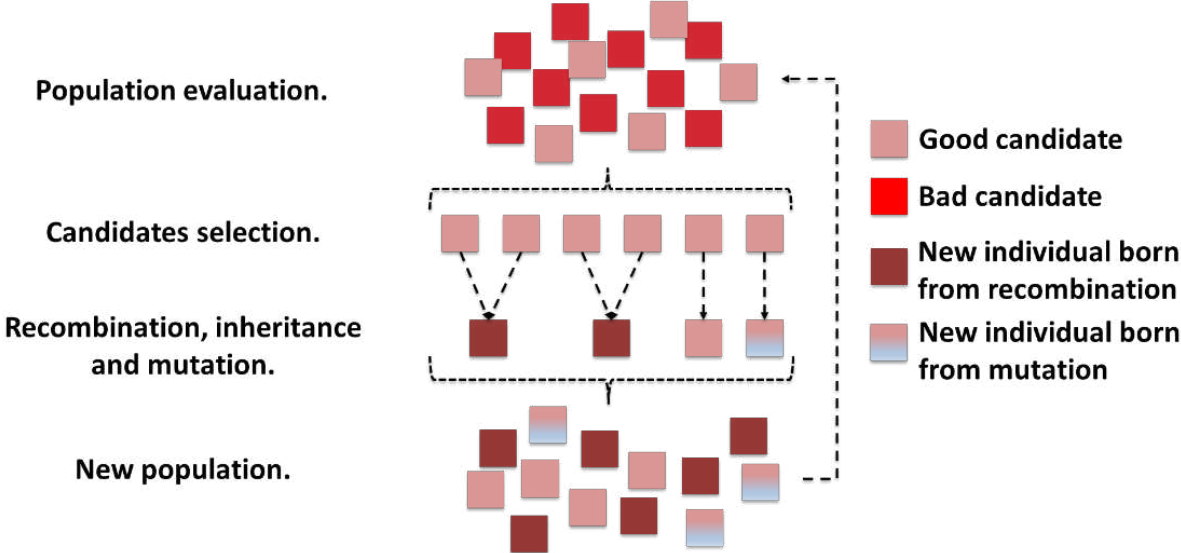 Population evaluation.
Candidates selection.
Recombination, inheritance
and mutation.
New population.
Good candidate
Bad candidate
New individual born
from recombination
New individual born
from mutation